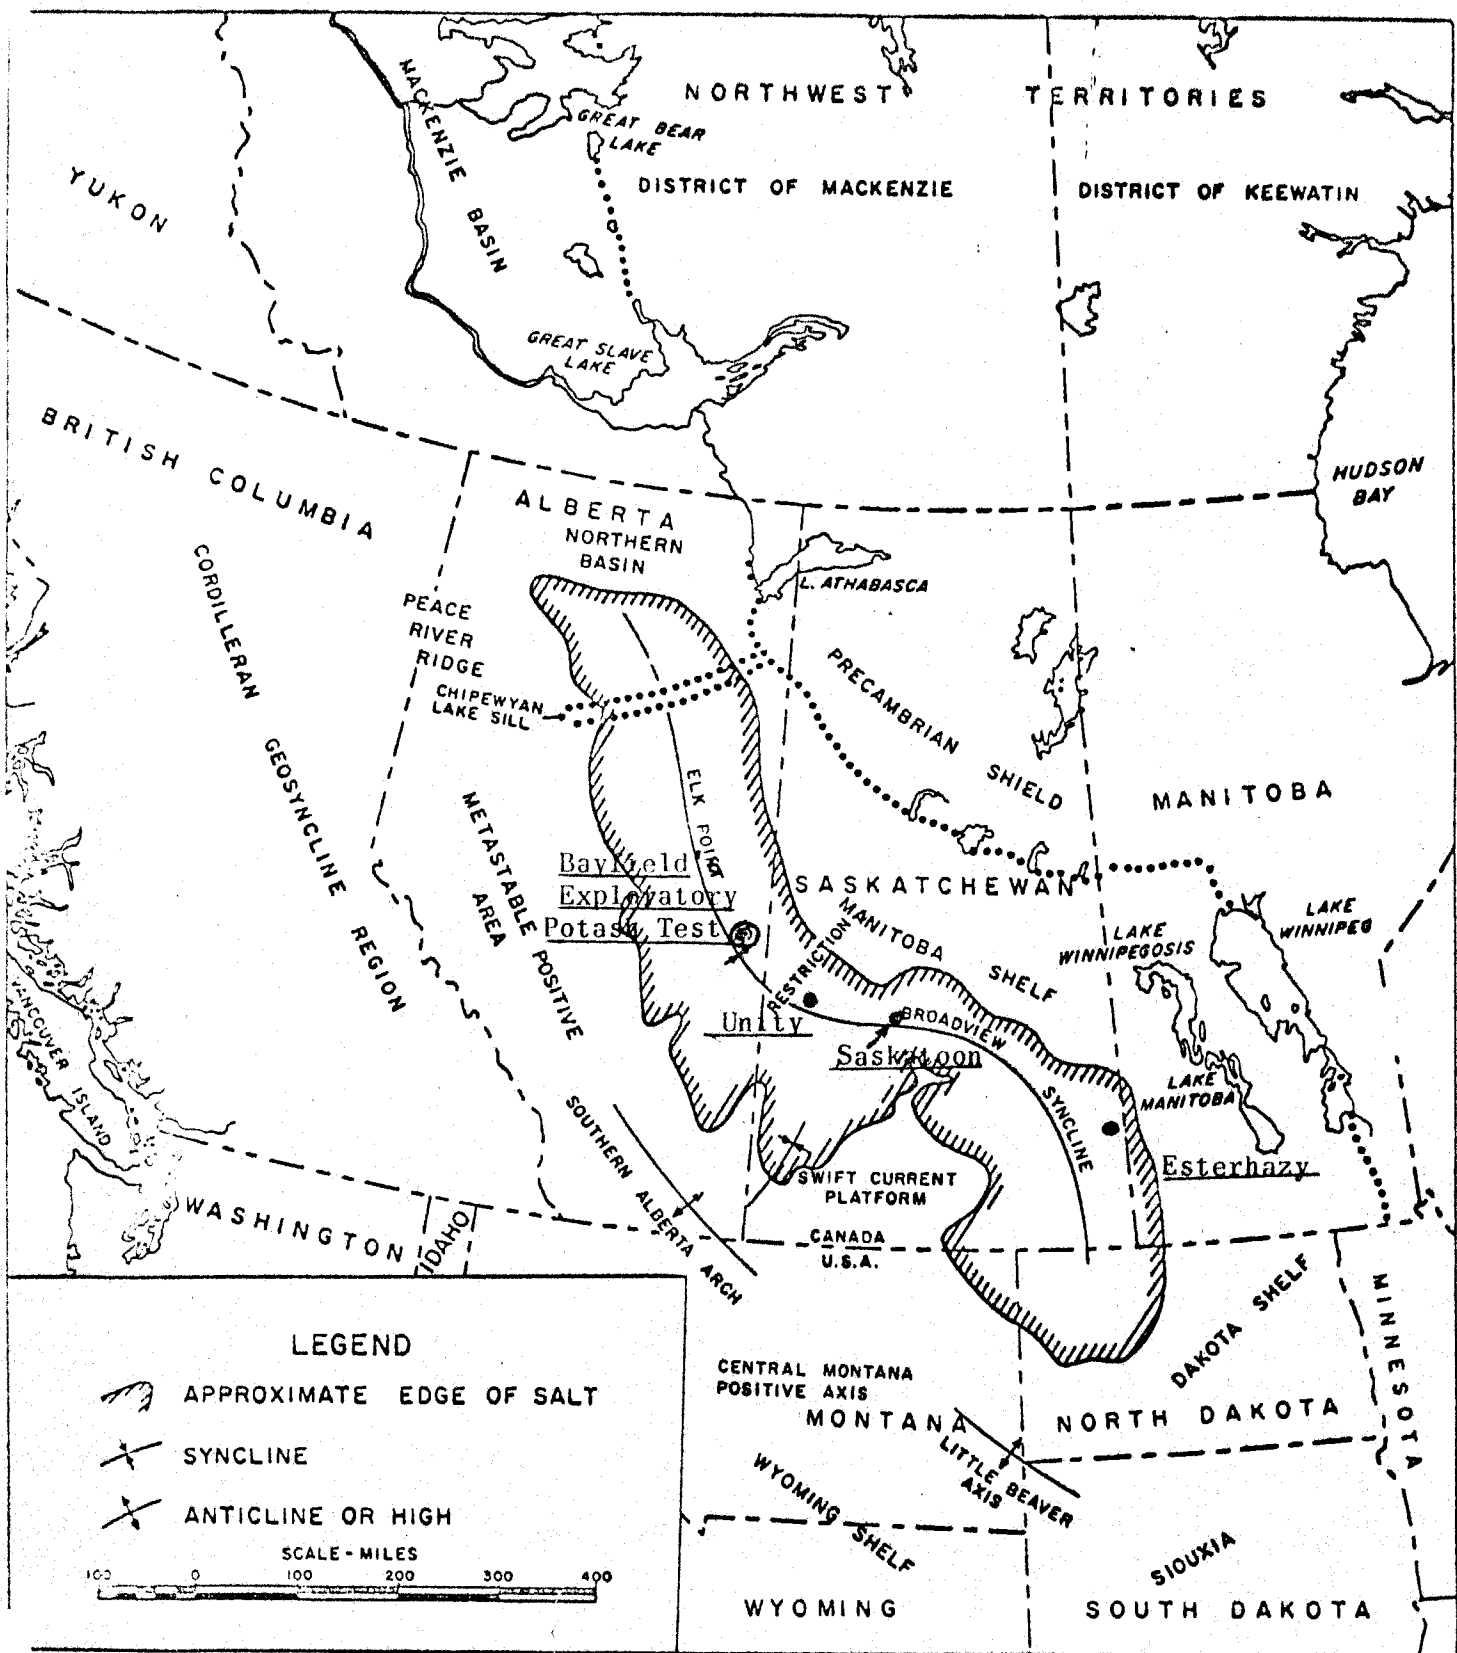 NORTHWEST TERRITORIES
MACKENZIE BASIN
GREAT BEAR
LAKE
DISTRICT OF MACKENZIE
DISTRICT OF KEEWATIN
YUKON
GREAT SLAVE
LAKE
BRITISH COLUMBIA
HUDSON
BAY
ALBERTA
NORTHERN
BASIN
L. ATHABASCA
CORDILLERAN GEOSYNCLINE REGION
PEACE
RIVER
RIDGE
CHIPEWYAN
LAKE SILL
PRECAMBRIAN SHIELD
MANITOBA
METASTABLE POSITIVE
AREA
ELK POINT
Bayfield
Exploratory
Potash Test
SASKATCHEWAN
MANITOBA SHELF
RESTRICTION
LAKE
WINNIPEGOSIS
LAKE
WINNIPEG
Unity
BROADVIEW
SYNCLINE
Saskatoon
LAKE
MANITOBA
VANCOUVER ISLAND
Esterhazy
SOUTHERN ALBERTA ARCH
SWIFT CURRENT
PLATFORM
WASHINGTON
IDAHO
CANADA
U.S.A.
DAKOTA SHELF
MINNESOTA
CENTRAL MONTANA
POSITIVE AXIS
MONTANA
NORTH DAKOTA
LITTLE BEAVER
AXIS
WYOMING SHELF
SIOUXIA
WYOMING
SOUTH DAKOTA
LEGEND
APPROXIMATE EDGE OF SALT
SYNCLINE
ANTICLINE OR HIGH
SCALE - MILES
100 0 100 200 300 400